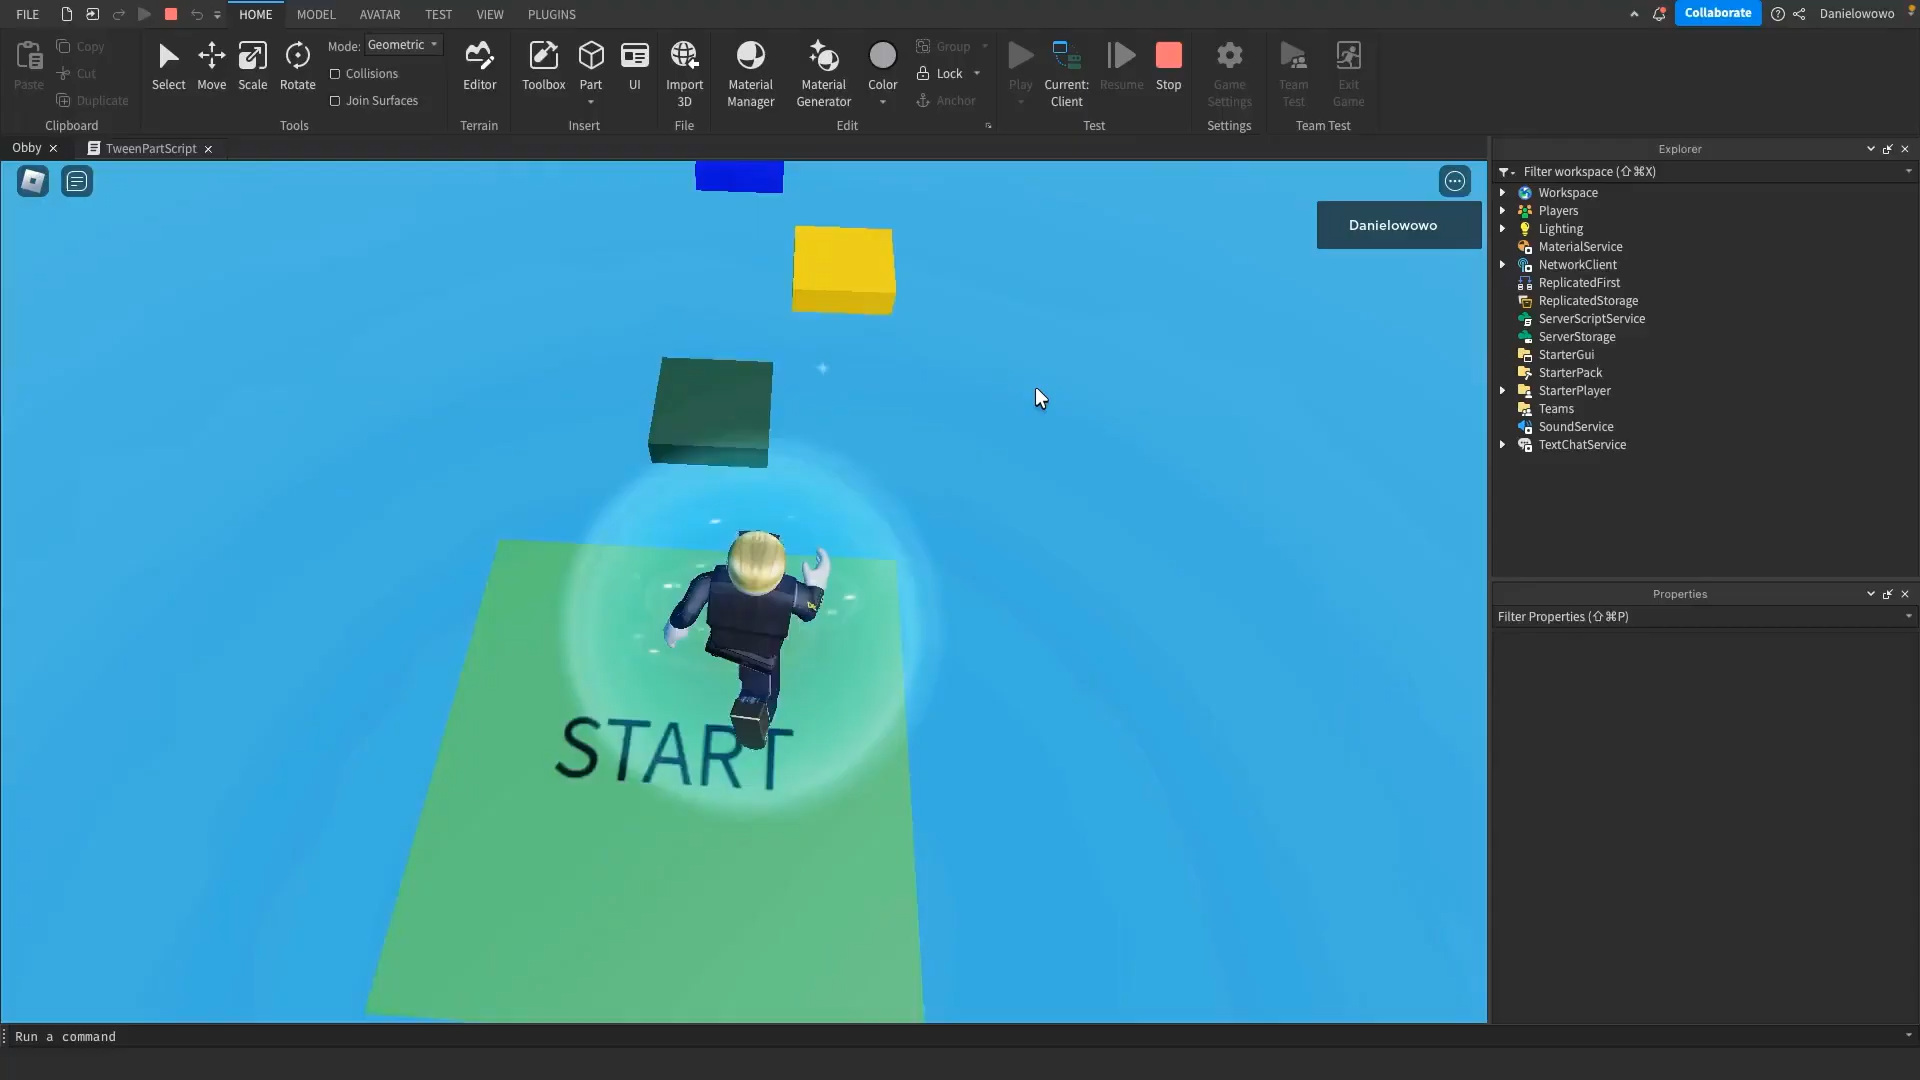 FILE HOME MODEL AVATAR TEST VIEW PLUGINS Collaborate Danielowowo
Paste Copy Cut Duplicate Clipboard
Select Move Scale Rotate Mode: Geometric Collisions Join Surfaces Tools
Editor Terrain
Toolbox Part UI Insert
Import 3D File
Material Manager Material Generator Color Group Lock Anchor Edit
Play Current: Client Resume Stop Test
Game Settings Settings
Team Test Exit Game Team Test
Obby TweenPartScript
Danielowowo
START
Explorer
Filter workspace (⇧⌘X)
Workspace
Players
Lighting
MaterialService
NetworkClient
ReplicatedFirst
ReplicatedStorage
ServerScriptService
ServerStorage
StarterGui
StarterPack
StarterPlayer
Teams
SoundService
TextChatService
Properties
Filter Properties (⇧⌘P)
Run a command